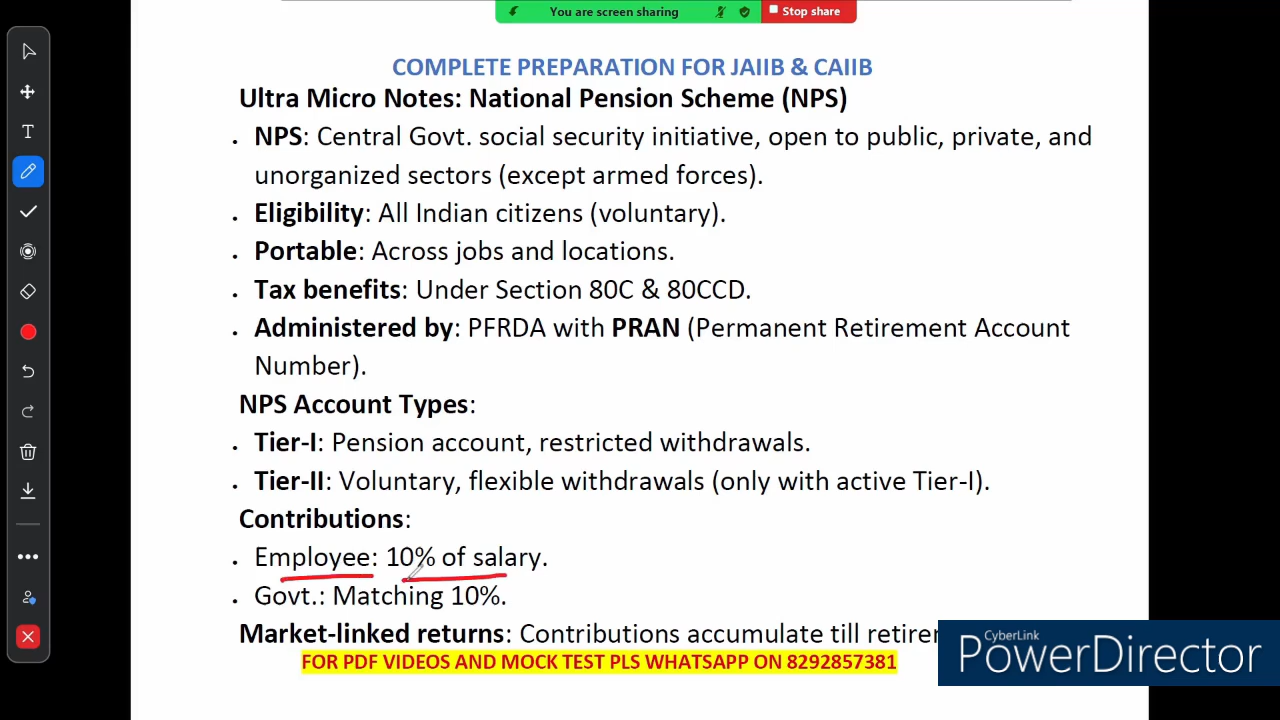 You are screen sharing
Stop share
COMPLETE PREPARATION FOR JAIIB & CAIIB
Ultra Micro Notes: National Pension Scheme (NPS)
• NPS: Central Govt. social security initiative, open to public, private, and
unorganized sectors (except armed forces).
• Eligibility: All Indian citizens (voluntary).
• Portable: Across jobs and locations.
• Tax benefits: Under Section 80C & 80CCD.
• Administered by: PFRDA with PRAN (Permanent Retirement Account
Number).
NPS Account Types:
• Tier-I: Pension account, restricted withdrawals.
• Tier-II: Voluntary, flexible withdrawals (only with active Tier-I).
Contributions:
• Employee: 10% of salary.
• Govt.: Matching 10%.
Market-linked returns: Contributions accumulate till
FOR PDF VIDEOS AND MOCK TEST PLS WHATSAPP ON 8292857381
CyberLink
PowerDirector
T